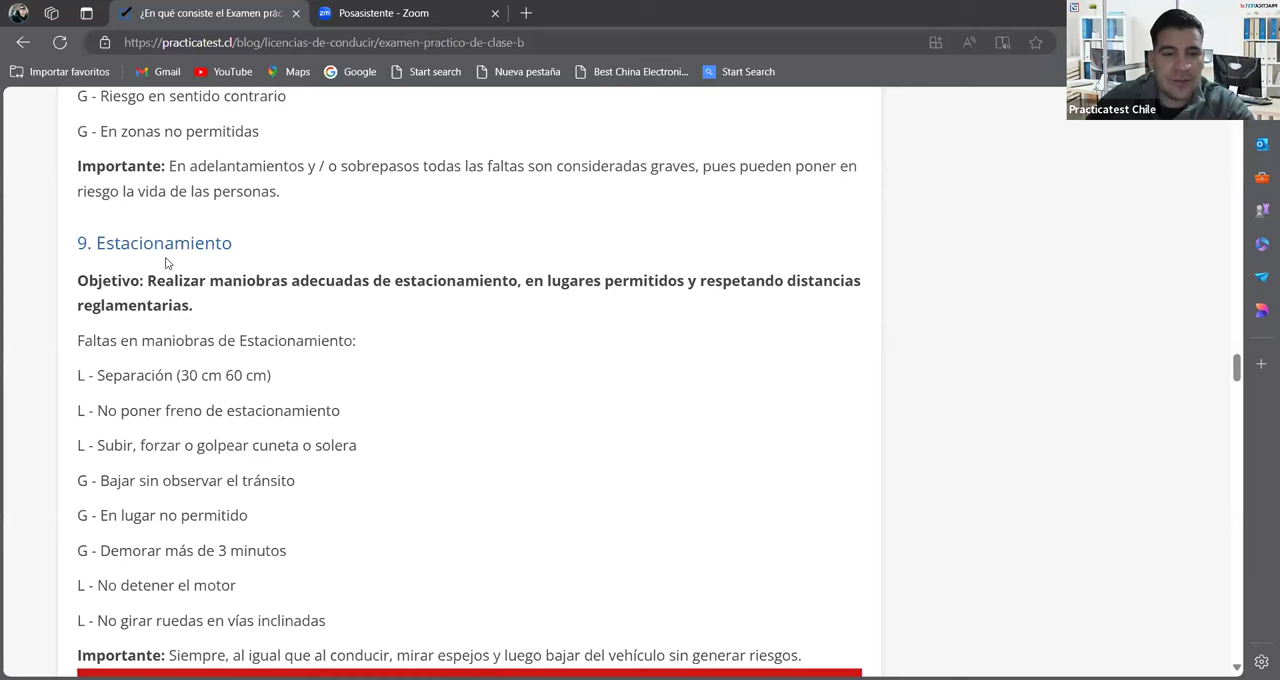 ¿En qué consiste el Examen prác
Posasistente - Zoom
https://practicatest.cl/blog/licencias-de-conducir/examen-practico-de-clase-b
Importar favoritos
Gmail
YouTube
Maps
Google
Start search
Nueva pestaña
Best China Electroni...
Start Search
Practicatest Chile
G - Riesgo en sentido contrario
G - En zonas no permitidas
Importante: En adelantamientos y / o sobrepasos todas las faltas son consideradas graves, pues pueden poner en
riesgo la vida de las personas.
9. Estacionamiento
Objetivo: Realizar maniobras adecuadas de estacionamiento, en lugares permitidos y respetando distancias
reglamentarias.
Faltas en maniobras de Estacionamiento:
L - Separación (30 cm 60 cm)
L - No poner freno de estacionamiento
L - Subir, forzar o golpear cuneta o solera
G - Bajar sin observar el tránsito
G - En lugar no permitido
G - Demorar más de 3 minutos
L - No detener el motor
L - No girar ruedas en vías inclinadas
Importante: Siempre, al igual que al conducir, mirar espejos y luego bajar del vehículo sin generar riesgos.